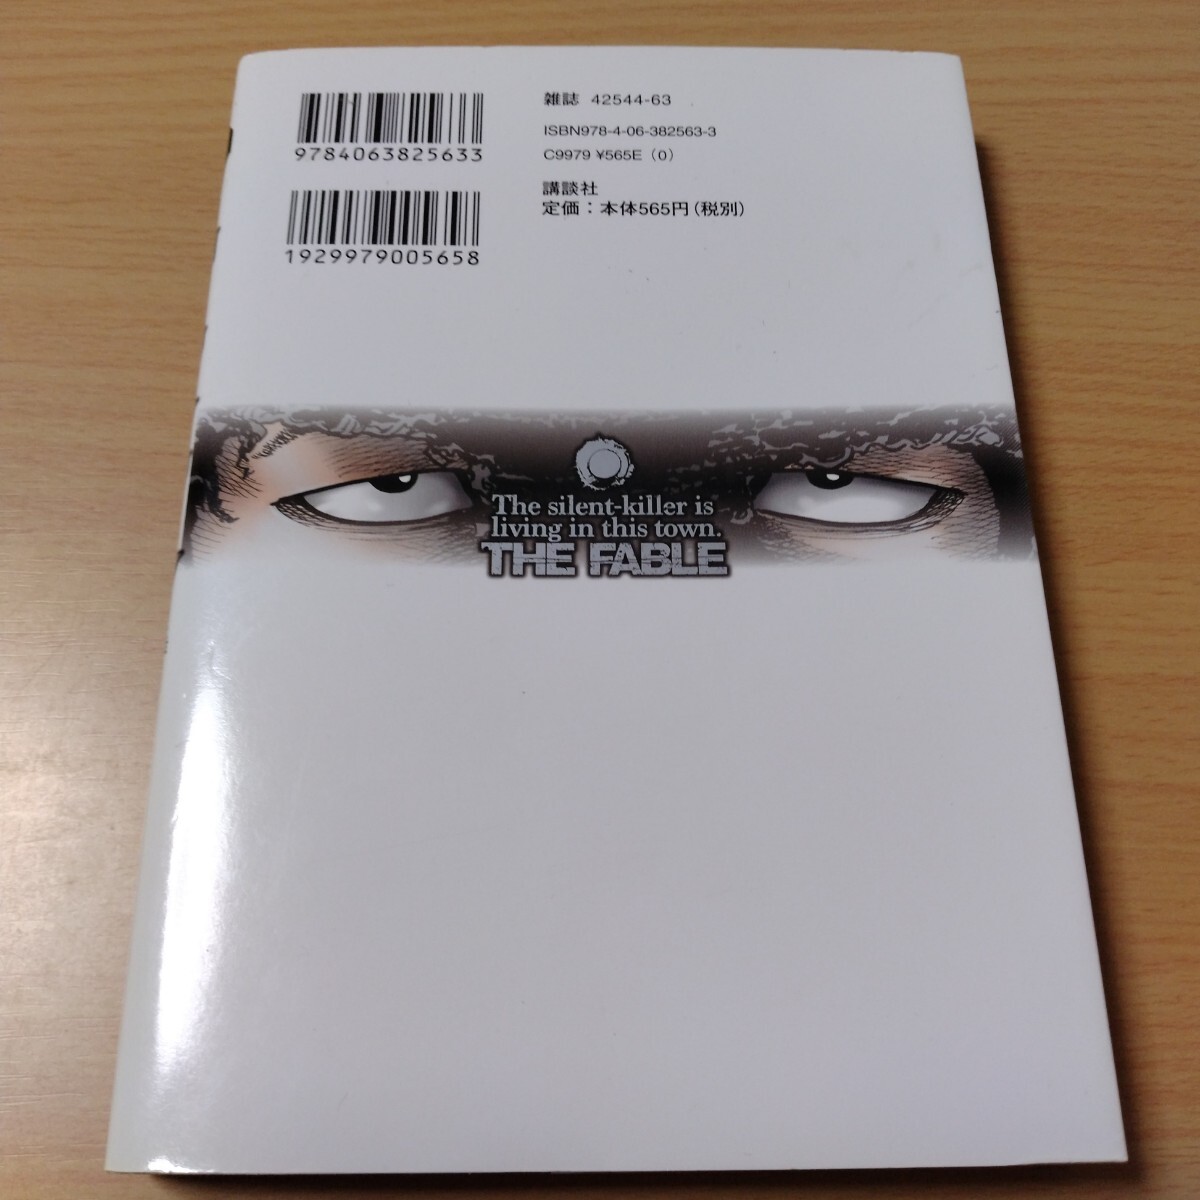 9784063825633
1929979005658
雑誌 42544-63
ISBN978-4-06-382563-3
C9979 ¥565E (0)
講談社
定価：本体565円(税別)
The silent-killer is
living in this town.
THE FABLE